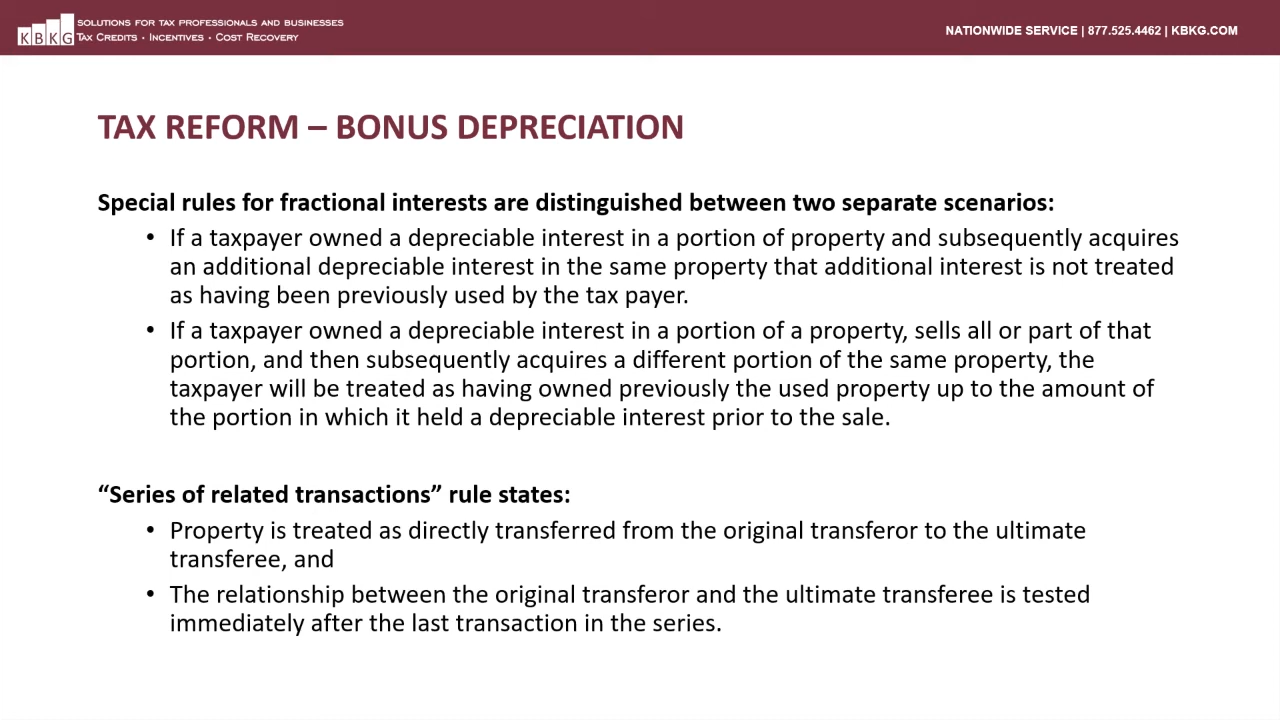 KBKG
SOLUTIONS FOR TAX PROFESSIONALS AND BUSINESSES
TAX CREDITS · INCENTIVES · COST RECOVERY
NATIONWIDE SERVICE | 877.525.4462 | KBKG.COM
TAX REFORM – BONUS DEPRECIATION
Special rules for fractional interests are distinguished between two separate scenarios:
• If a taxpayer owned a depreciable interest in a portion of property and subsequently acquires
an additional depreciable interest in the same property that additional interest is not treated
as having been previously used by the tax payer.
• If a taxpayer owned a depreciable interest in a portion of a property, sells all or part of that
portion, and then subsequently acquires a different portion of the same property, the
taxpayer will be treated as having owned previously the used property up to the amount of
the portion in which it held a depreciable interest prior to the sale.
“Series of related transactions” rule states:
• Property is treated as directly transferred from the original transferor to the ultimate
transferee, and
• The relationship between the original transferor and the ultimate transferee is tested
immediately after the last transaction in the series.